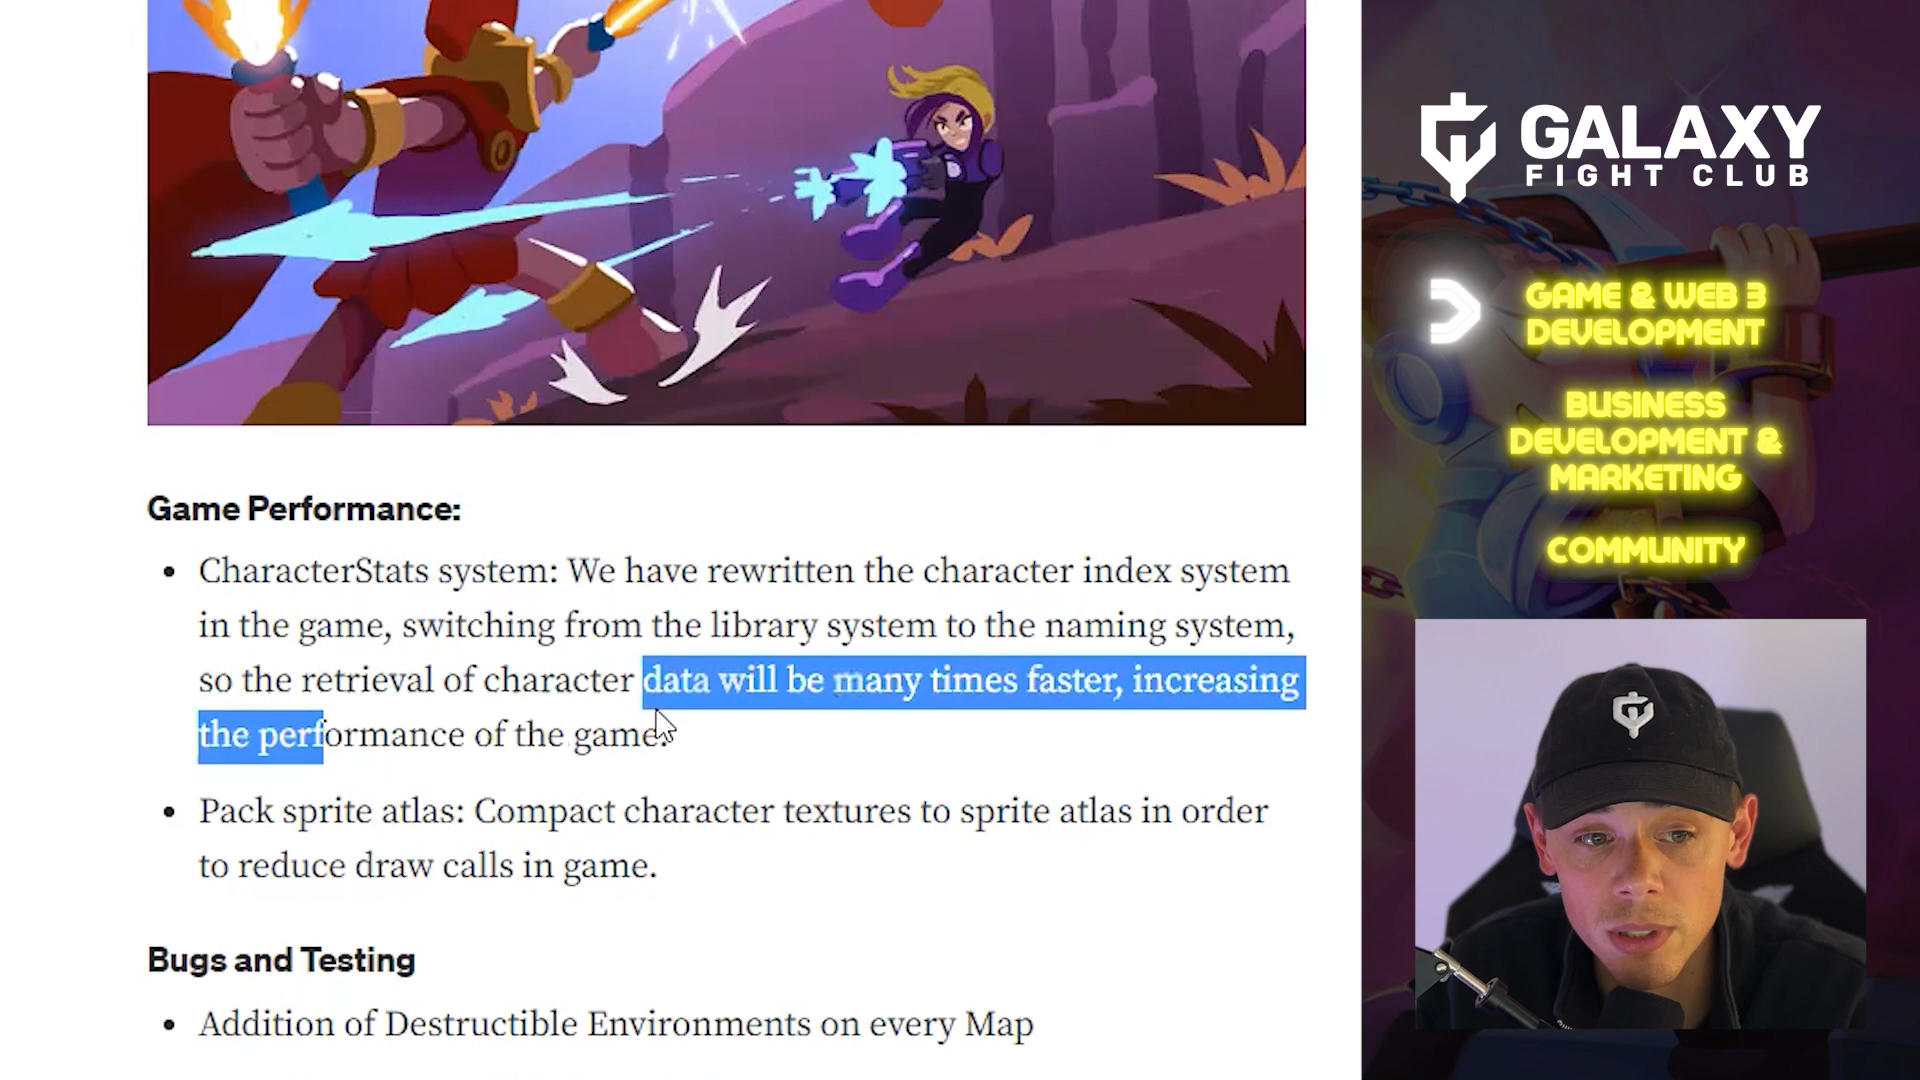 Game Performance:
CharacterStats system: We have rewritten the character index system
in the game, switching from the library system to the naming system,
so the retrieval of character data will be many times faster, increasing
the performance of the game.
Pack sprite atlas: Compact character textures to sprite atlas in order
to reduce draw calls in game.
Bugs and Testing
Addition of Destructible Environments on every Map
GALAXY
FIGHT CLUB
GAME & WEB 3
DEVELOPMENT
BUSINESS
DEVELOPMENT &
MARKETING
COMMUNITY